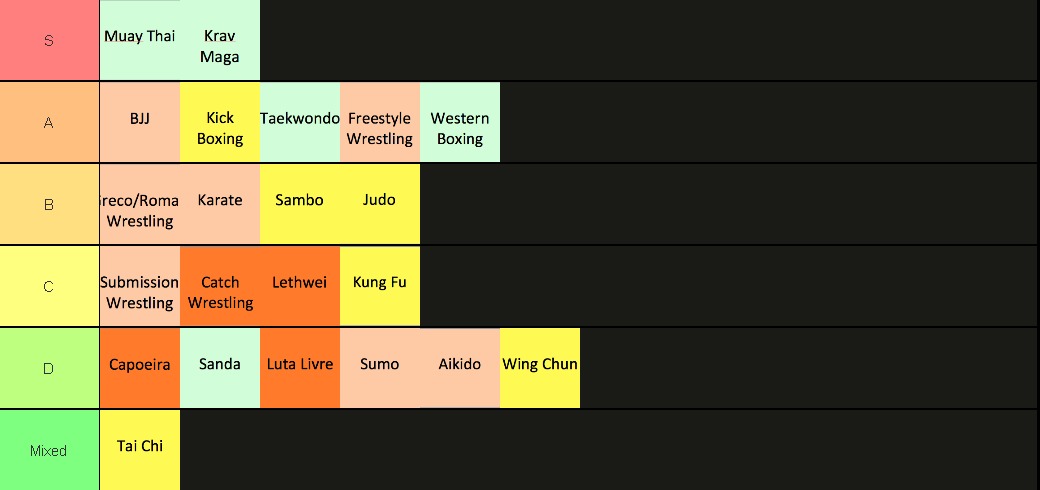 S
Muay Thai
Krav
Maga
A
BJJ
Kick
Boxing
Taekwondo
Freestyle
Wrestling
Western
Boxing
B
Greco/Roma
Wrestling
Karate
Sambo
Judo
C
Submission
Wrestling
Catch
Wrestling
Lethwei
Kung Fu
D
Capoeira
Sanda
Luta Livre
Sumo
Aikido
Wing Chun
Mixed
Tai Chi